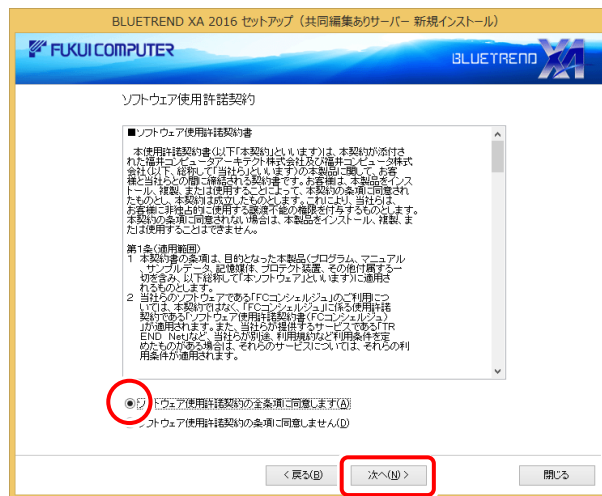 BLUETREND XA 2016 セットアップ（共同編集ありサーバー 新規インストール）
FUKUI COMPUTER
BLUETREND XA
ソフトウェア使用許諾契約
■ソフトウェア使用許諾契約書
本使用許諾契約書(以下「本契約」といいます)は、本契約が添付さ
れた福井コンピュータアーキテクト株式会社及び福井コンピュータ株式
会社(以下、総称して「当社ら」といいます)の本製品に関して、お客
様と当社らとの間に締結される契約書です。お客様は、本製品をインス
トール、複製、または使用することによって、本契約の条項に同意され
たものとし、本契約は成立したものとします。これにより、当社らは、
お客様に非独占的に使用する譲渡不能の権限を付与するものとします。
本契約の条項に同意されない場合は、本製品をインストール、複製、ま
たは使用することはできません。
第1条(適用範囲)
1 本契約書の条項は、目的となった本製品(プログラム、マニュアル
、サンプルデータ、記憶媒体、プロテクト装置、その他付属する一
切を含み、以下総称して「本ソフトウェア」といいます)に適用さ
れるものとします。
2 当社らのソフトウェアである「FCコンシェルジュ」のご利用につ
いては、本契約ではなく、「FCコンシェルジュ」に係る使用許諾
契約である「ソフトウェア使用許諾契約書(FCコンシェルジュ)
」が適用されます。また、当社らが提供するサービスである「TR
END Net」など、当社らが別途、利用規約など利用条件を定
めたものがある場合は、それらのサービスについては、それらの利
用条件が適用されます。
ソフトウェア使用許諾契約の全条項に同意します(A)
ソフトウェア使用許諾契約の条項に同意しません(D)
< 戻る(B)
次へ(N) >
閉じる